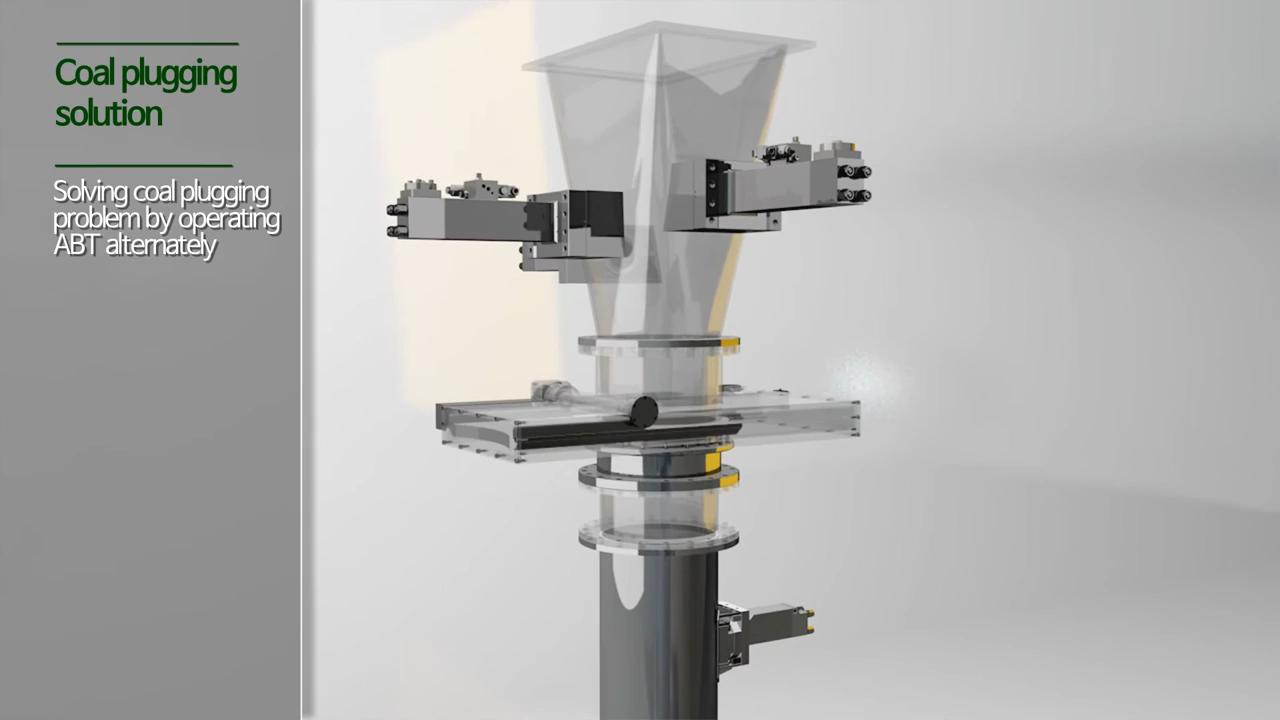 Coal plugging
solution
Solving coal plugging
problem by operating
ABT alternately